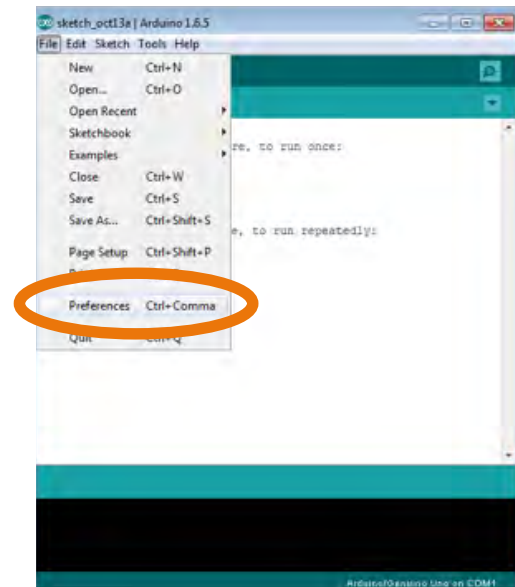 sketch_oct13a | Arduino 1.6.5
File Edit Sketch Tools Help
New Ctrl+N
Open... Ctrl+O
Open Recent
Sketchbook
Examples
re, to run once:
Close Ctrl+W
Save Ctrl+S
Save As... Ctrl+Shift+S
e, to run repeatedly:
Page Setup Ctrl+Shift+P
Preferences Ctrl+Comma
Quit Ctrl+Q
Arduino/Genuino Uno on COM1